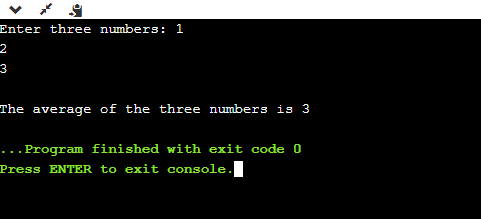 Enter three numbers: 1
2
3
The average of the three numbers is 3
...Program finished with exit code 0
Press ENTER to exit console.